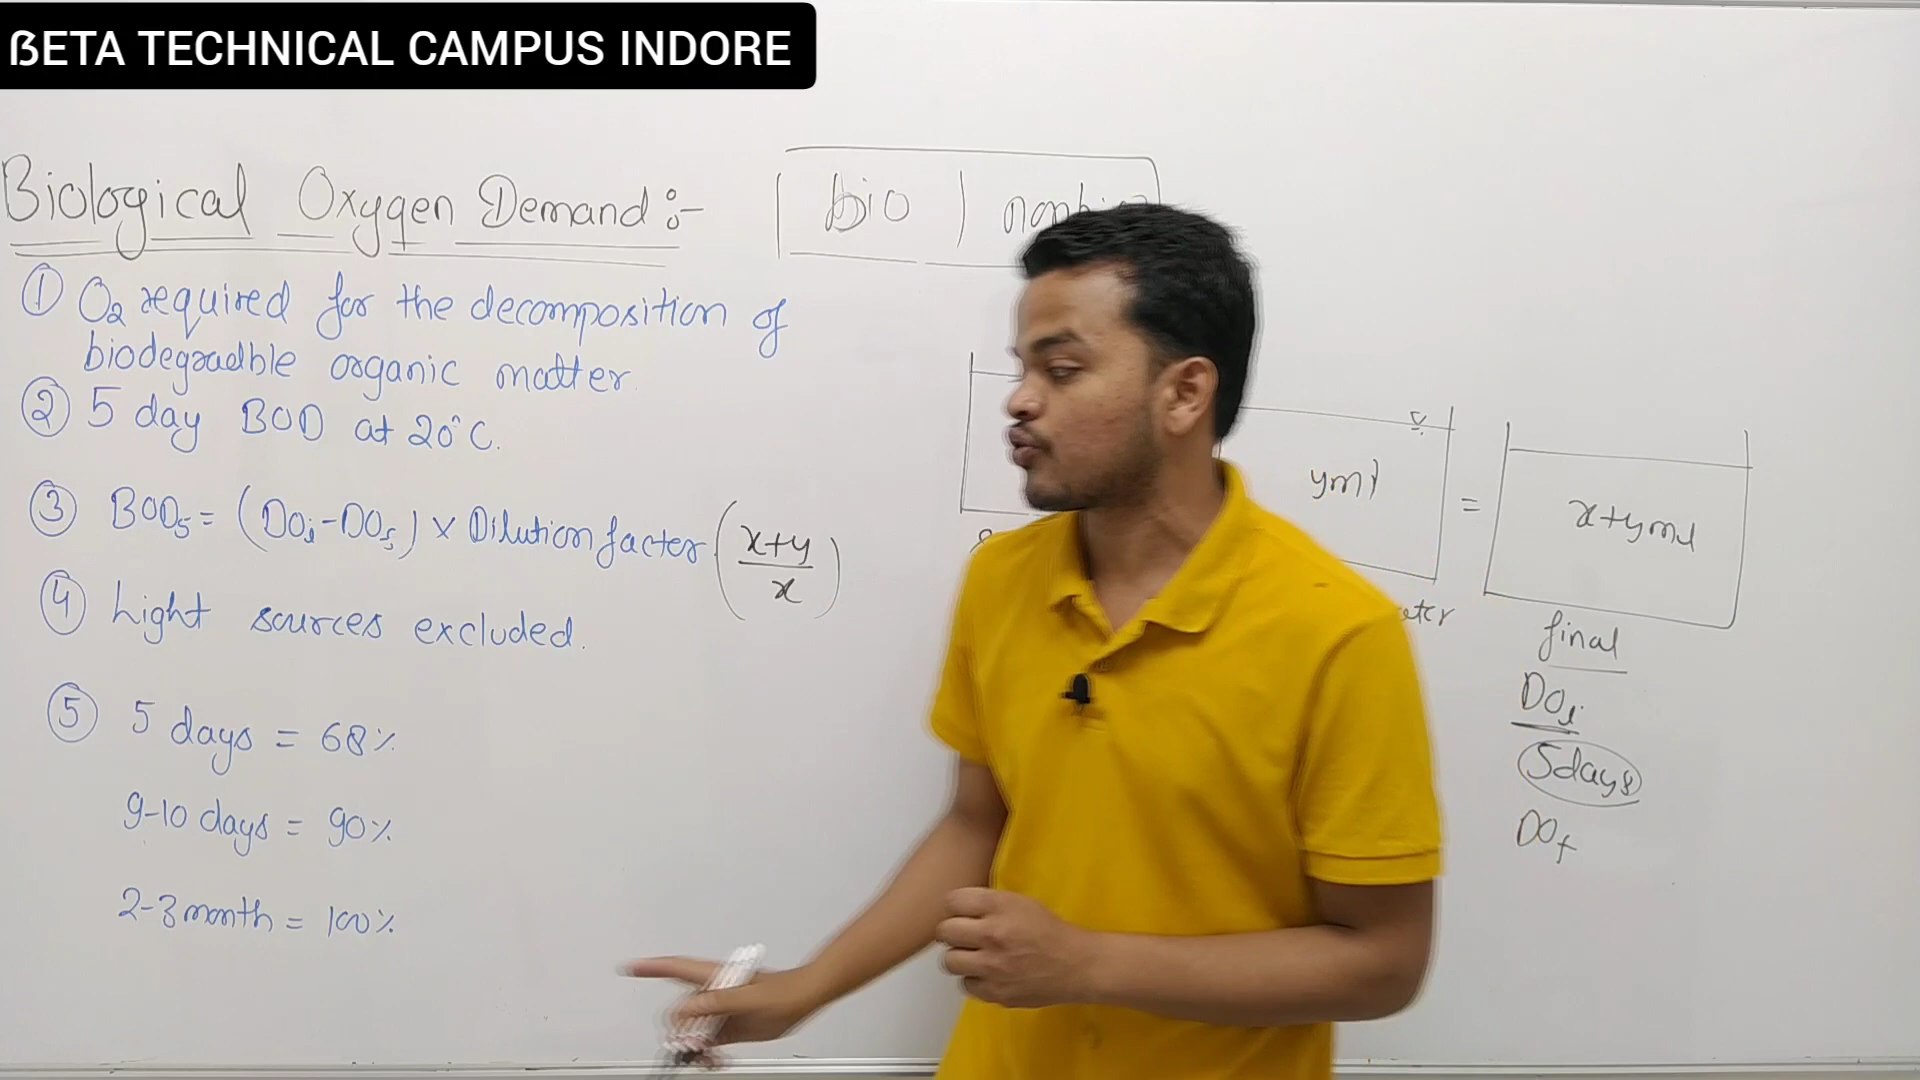 ẞETA TECHNICAL CAMPUS INDORE
Biological Oxygen Demand :-
① O₂ required for the decomposition of
biodegradble organic matter.
② 5 day BOD at 20°C.
③ BOD₅ = (DOᵢ - DO₅) × Dilution factor (x+y / x)
④ Light sources excluded.
⑤ 5 days = 68%
9-10 days = 90%
2-3 month = 100%
bio
yml
=
x+yml
final
DOᵢ
5days
DOf